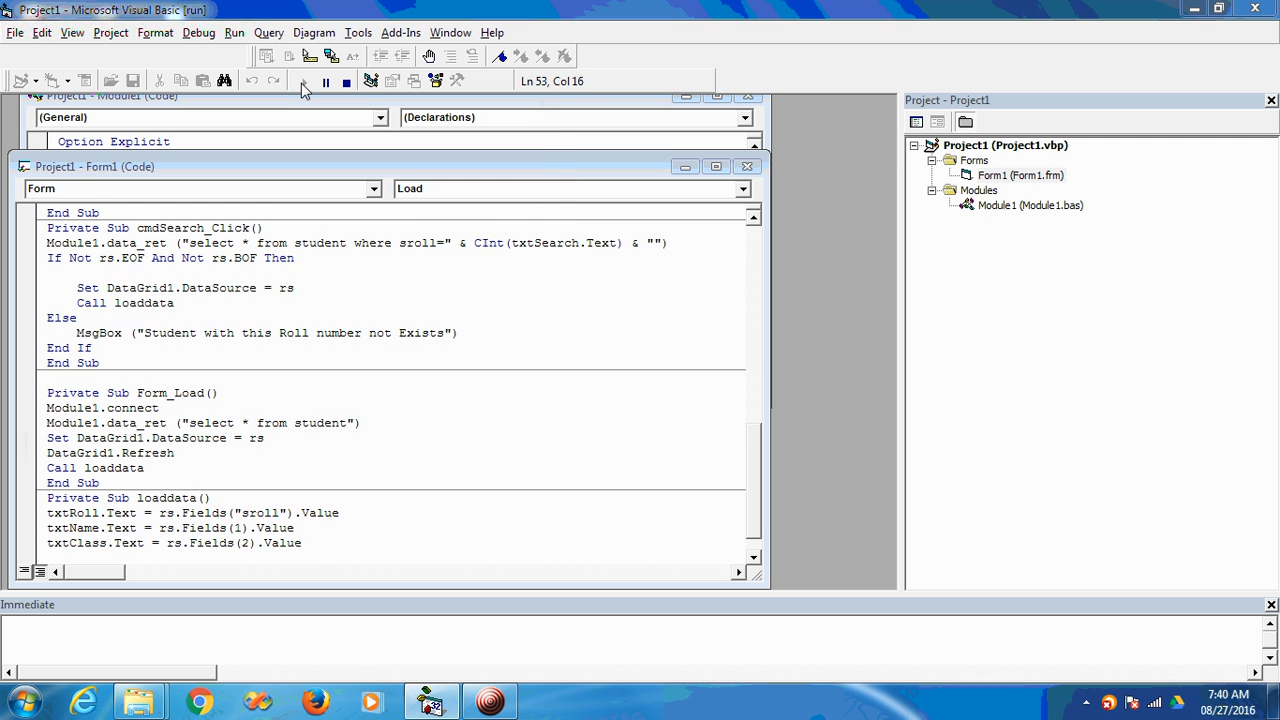 Project1 - Microsoft Visual Basic [run]
File Edit View Project Format Debug Run Query Diagram Tools Add-Ins Window Help
Ln 53, Col 16
Project1 - Module1 (Code)
(General) (Declarations)
Option Explicit
Project1 - Form1 (Code)
Form Load
End Sub
Private Sub cmdSearch_Click()
Module1.data_ret ("select * from student where sroll=" & CInt(txtSearch.Text) & "")
If Not rs.EOF And Not rs.BOF Then
Set DataGrid1.DataSource = rs
Call loaddata
Else
MsgBox ("Student with this Roll number not Exists")
End If
End Sub
Private Sub Form_Load()
Module1.connect
Module1.data_ret ("select * from student")
Set DataGrid1.DataSource = rs
DataGrid1.Refresh
Call loaddata
End Sub
Private Sub loaddata()
txtRoll.Text = rs.Fields("sroll").Value
txtName.Text = rs.Fields(1).Value
txtClass.Text = rs.Fields(2).Value
Project - Project1
Project1 (Project1.vbp)
Forms
Form1 (Form1.frm)
Modules
Module1 (Module1.bas)
Immediate
32
7:40 AM
08/27/2016